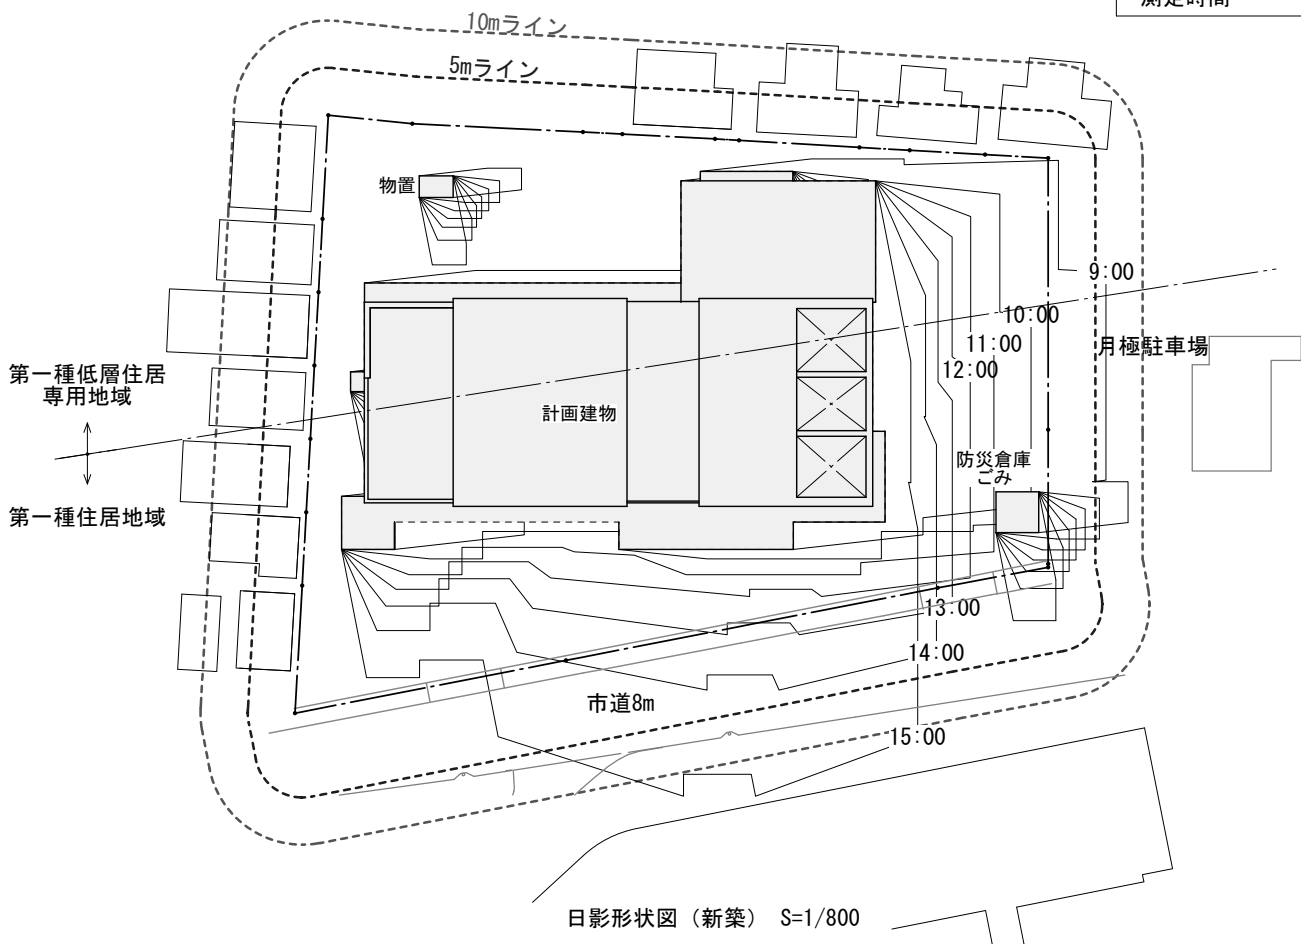 測定時間
10mライン
5mライン
物置
9:00
10:00
11:00
12:00
月極駐車場
第一種低層住居
専用地域
計画建物
防災倉庫
ごみ
第一種住居地域
13:00
14:00
市道8m
15:00
日影形状図（新築） S=1/800